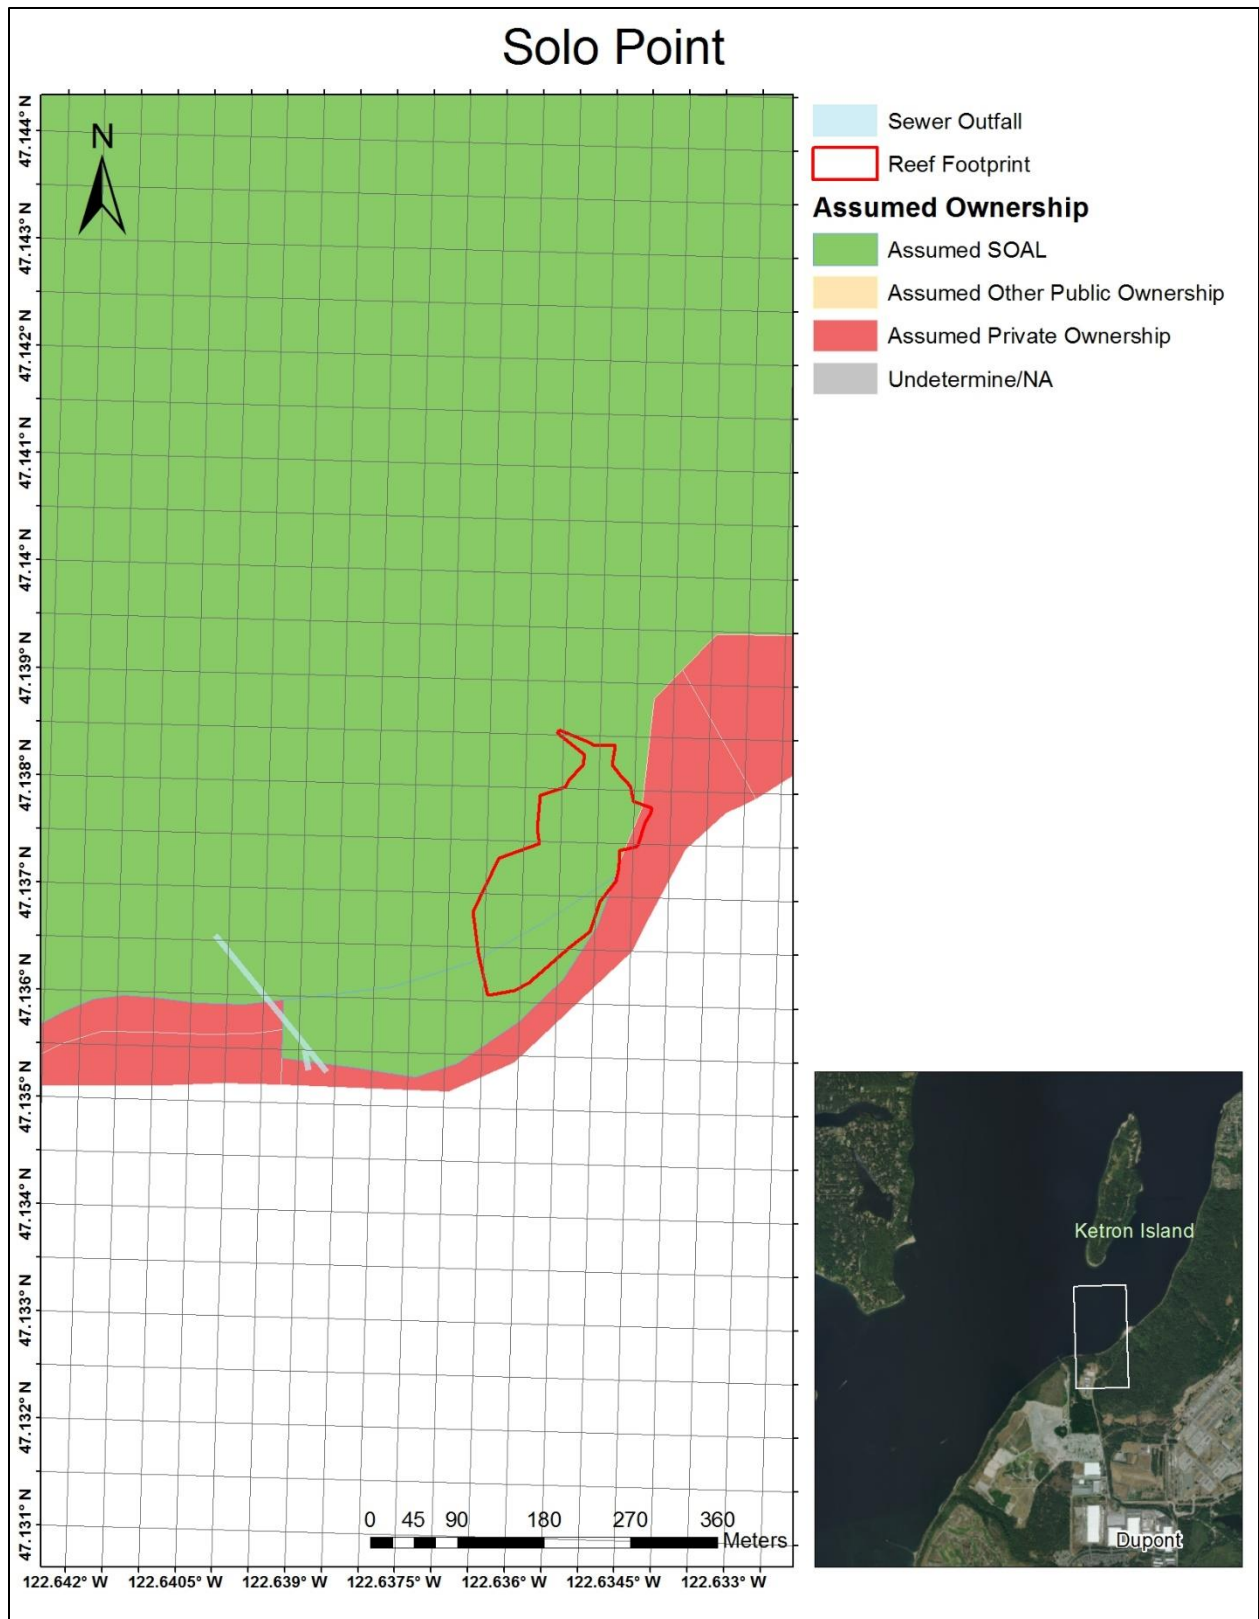 Solo Point
N
Sewer Outfall
Reef Footprint
Assumed Ownership
Assumed SOAL
Assumed Other Public Ownership
Assumed Private Ownership
Undetermine/NA
47.144° N
47.143° N
47.142° N
47.141° N
47.14° N
47.139° N
47.138° N
47.137° N
47.136° N
47.135° N
47.134° N
47.133° N
47.132° N
47.131° N
0 45 90 180 270 360
Meters
122.642° W 122.6405° W 122.639° W 122.6375° W 122.636° W 122.6345° W 122.633° W
Ketron Island
Dupont